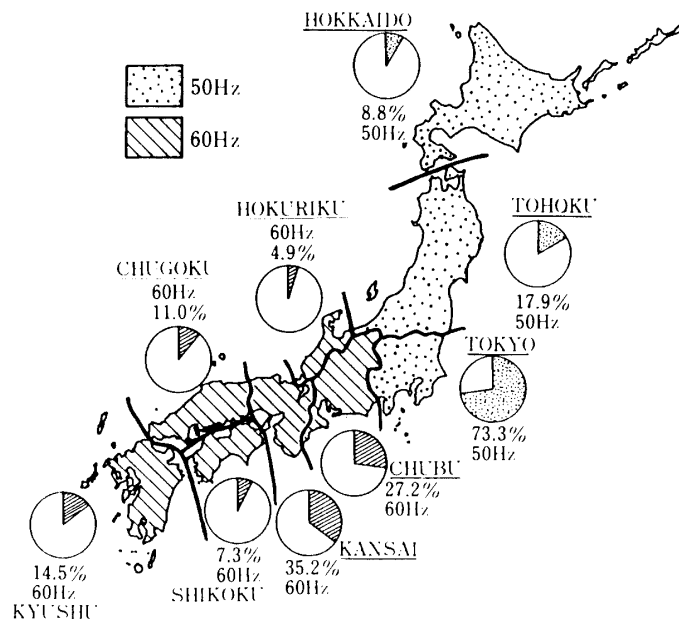 HOKKAIDO
8.8%
50Hz
50Hz
60Hz
HOKURIKU
60Hz
4.9%
TOHOKU
17.9%
50Hz
CHUGOKU
60Hz
11.0%
TOKYO
73.3%
50Hz
CHUBU
27.2%
60Hz
KANSAI
35.2%
60Hz
7.3%
60Hz
SHIKOKU
14.5%
60Hz
KYUSHU